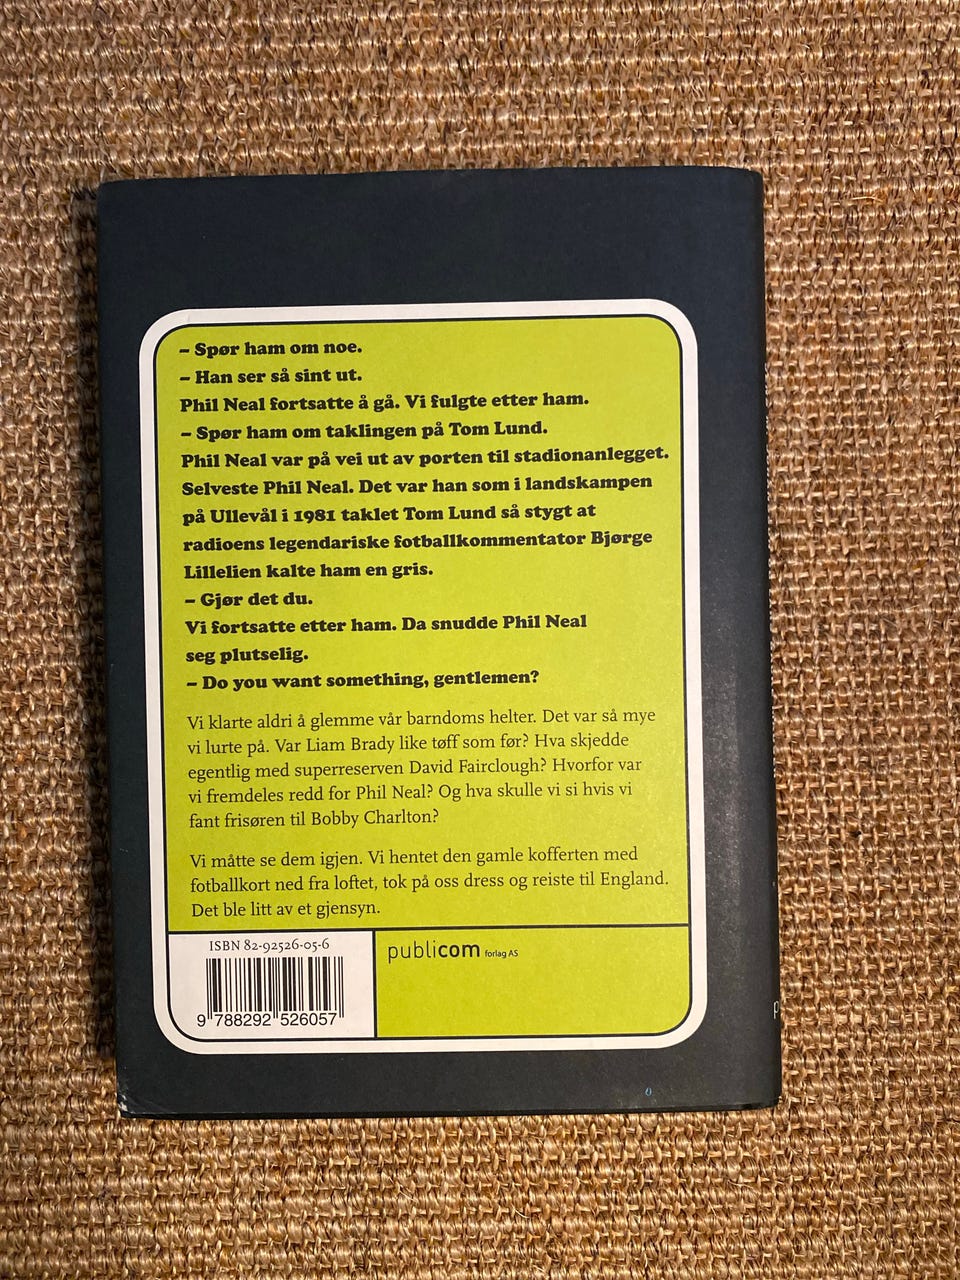 – Spør ham om noe.
– Han ser så sint ut.
Phil Neal fortsatte å gå. Vi fulgte etter ham.
– Spør ham om taklingen på Tom Lund.
Phil Neal var på vei ut av porten til stadionanlegget.
Selveste Phil Neal. Det var han som i landskampen
på Ullevål i 1981 taklet Tom Lund så stygt at
radioens legendariske fotballkommentator Bjørge
Lillelien kalte ham en gris.
– Gjør det du.
Vi fortsatte etter ham. Da snudde Phil Neal
seg plutselig.
– Do you want something, gentlemen?
Vi klarte aldri å glemme vår barndoms helter. Det var så mye
vi lurte på. Var Liam Brady like tøff som før? Hva skjedde
egentlig med superreserven David Fairclough? Hvorfor var
vi fremdeles redd for Phil Neal? Og hva skulle vi si hvis vi
fant frisøren til Bobby Charlton?
Vi måtte se dem igjen. Vi hentet den gamle kofferten med
fotballkort ned fra loftet, tok på oss dress og reiste til England.
Det ble litt av et gjensyn.
ISBN 82-92526-05-6
9 788292 526057
publicom forlag AS